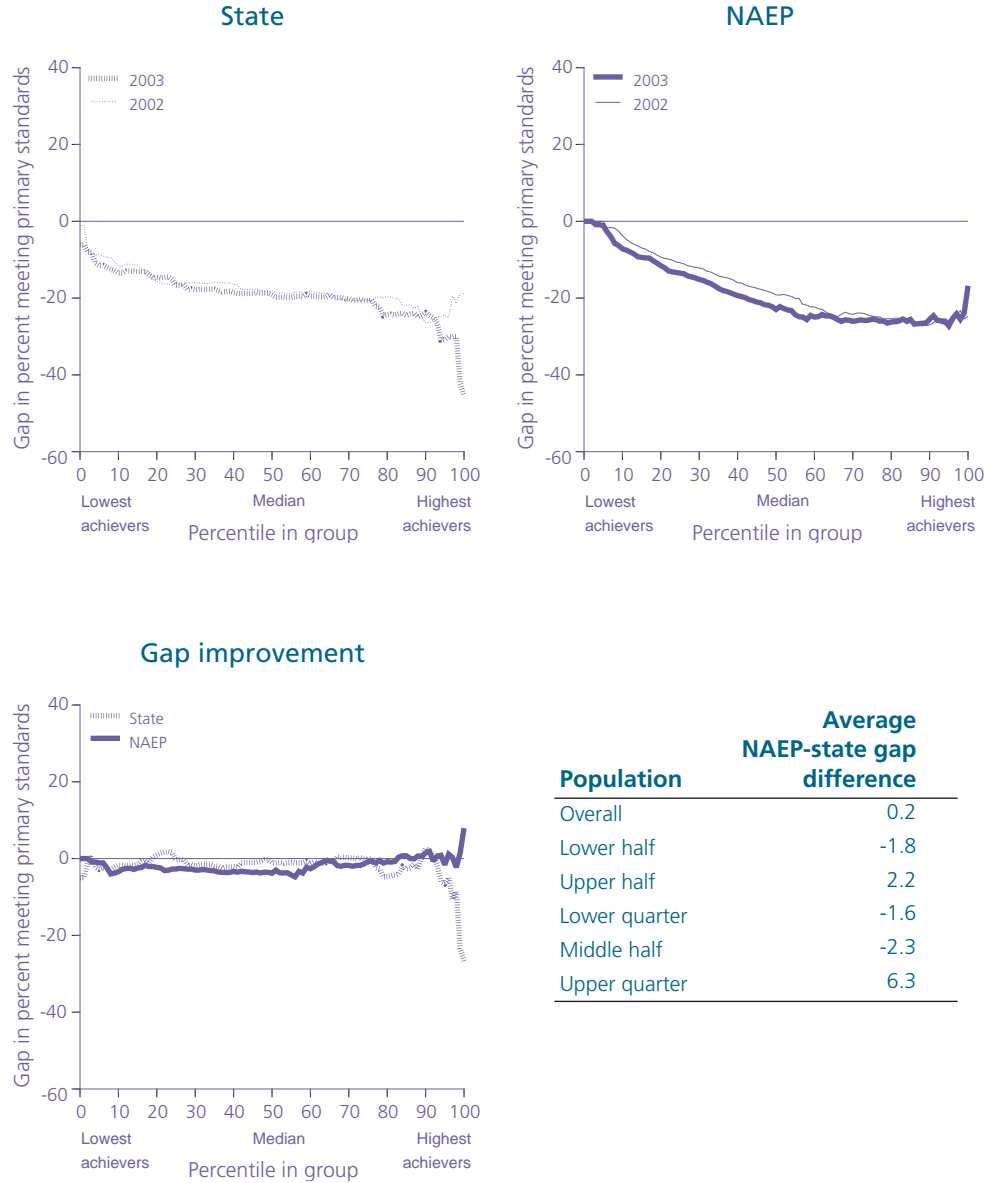 State
Gap in percent meeting primary standards
40
20
0
-20
-40
-60
2003
2002
0 10 20 30 40 50 60 70 80 90 100
Lowest achievers
Median
Highest achievers
Percentile in group
NAEP
Gap in percent meeting primary standards
40
20
0
-20
-40
-60
2003
2002
0 10 20 30 40 50 60 70 80 90 100
Lowest achievers
Median
Highest achievers
Percentile in group
Gap improvement
Gap in percent meeting primary standards
40
20
0
-20
-40
-60
State
NAEP
0 10 20 30 40 50 60 70 80 90 100
Lowest achievers
Median
Highest achievers
Percentile in group
Average
NAEP-state gap
Population difference
Overall 0.2
Lower half -1.8
Upper half 2.2
Lower quarter -1.6
Middle half -2.3
Upper quarter 6.3